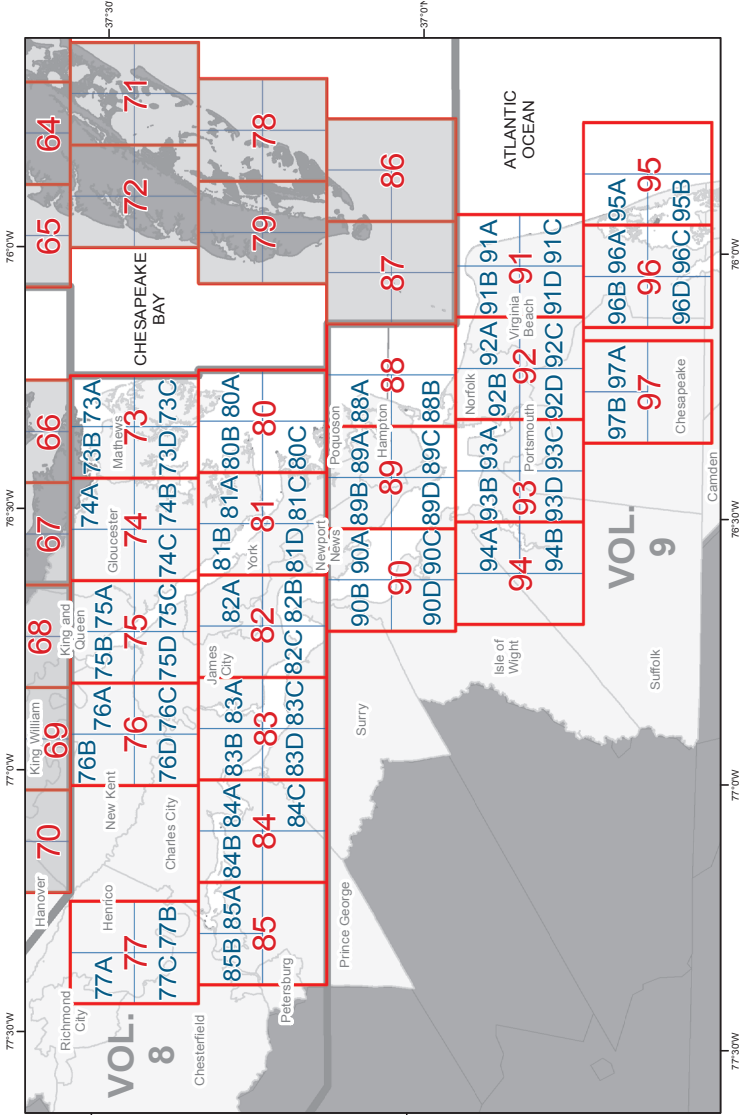 77°30'W 77°0'W 76°30'W 76°0'W
Hanover 70 King William 69 68 67 66 65 64
King and
Queen
Richmond
City
Henrico New Kent Gloucester Mathews
77A 76B 76A 75B 75A 74A 73B 73A
77 76 75 74 73 72 71
77C 77B 76D 76C 75D 75C 74C 74B 73D 73C
Charles City
CHESAPEAKE
BAY
37°30'
VOL.
8
Chesterfield
James
City
York
85B 85A 84B 84A 83B 83A 82A 81B 81A 80B 80A
85 84 83 82 81 80 79 78
84C 83D 83C 82C 82B 81D 81C 80C
Petersburg
Newport
News
Poquoson
Prince George
Surry
Hampton
90B 90A 89B 89A 88A
90 89 88 87 86
90D 90C 89D 89C 88B
37°0'
Norfolk
94A 93B 93A 92B 92A 91B 91A
94 93 92 91
94B 93D 93C 92D 92C 91D 91C
Isle of
Wight
Portsmouth
Virginia
Beach
ATLANTIC
OCEAN
VOL.
9
97B 97A 96B 96A 95A
97 96 95
96D 96C 95B
Suffolk
Chesapeake
Camden
77°30'W 77°0'W 76°30'W 76°0'W